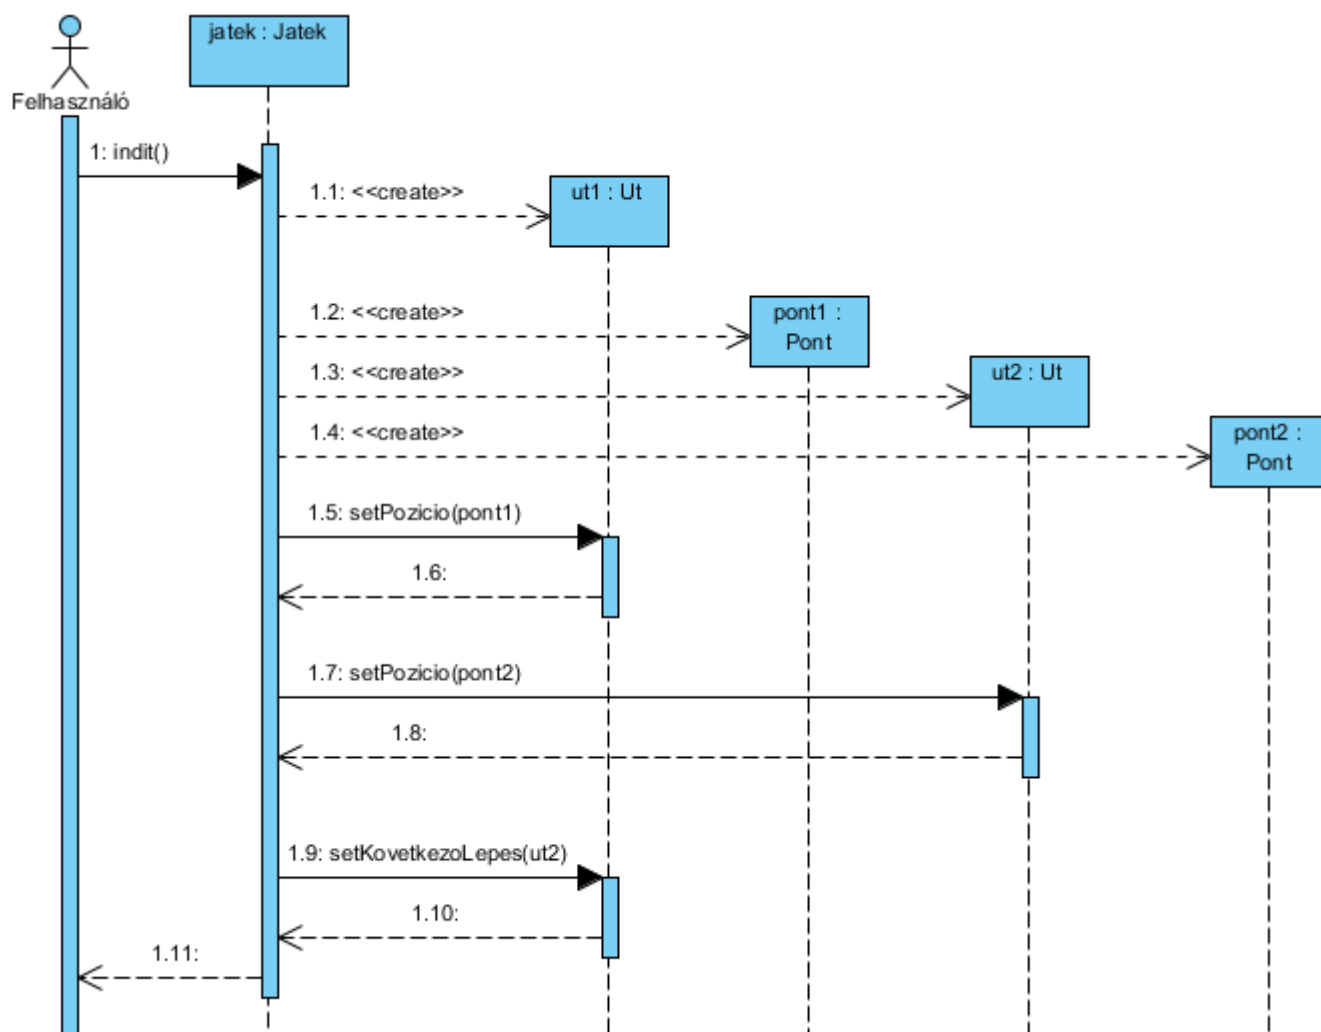 jatek : Jatek
Felhasználó
1: indit()
1.1: <<create>>
ut1 : Ut
1.2: <<create>>
pont1 :
Pont
1.3: <<create>>
ut2 : Ut
1.4: <<create>>
pont2 :
Pont
1.5: setPozicio(pont1)
1.6:
1.7: setPozicio(pont2)
1.8:
1.9: setKovetkezoLepes(ut2)
1.10:
1.11: